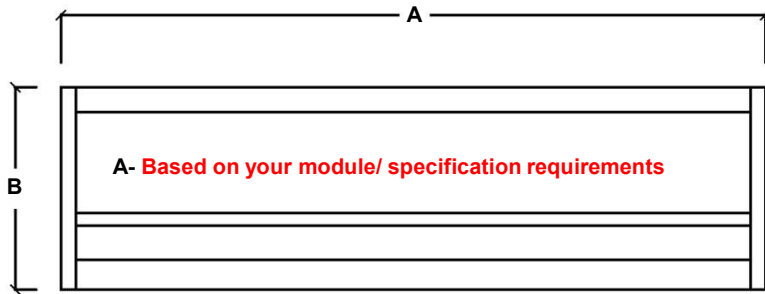 A
B
A- Based on your module/ specification requirements